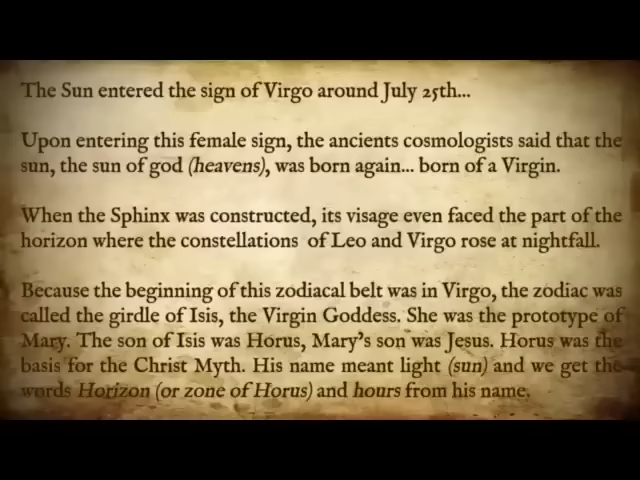 The Sun entered the sign of Virgo around July 25th...
Upon entering this female sign, the ancients cosmologists said that the
sun, the sun of god (heavens), was born again... born of a Virgin.
When the Sphinx was constructed, its visage even faced the part of the
horizon where the constellations of Leo and Virgo rose at nightfall.
Because the beginning of this zodiacal belt was in Virgo, the zodiac was
called the girdle of Isis, the Virgin Goddess. She was the prototype of
Mary. The son of Isis was Horus, Mary's son was Jesus. Horus was the
basis for the Christ Myth. His name meant light (sun) and we get the
words Horizon (or zone of Horus) and hours from his name.